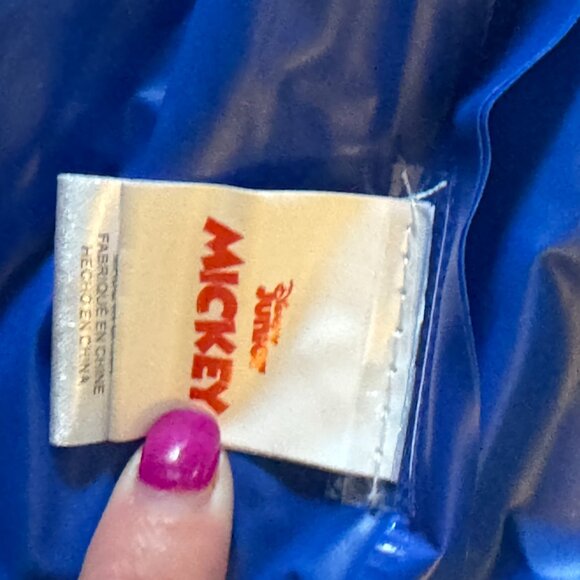 Disney
JUNIOR
MICKEY
FABRIQUÉ EN CHINE
HECHO EN CHINA